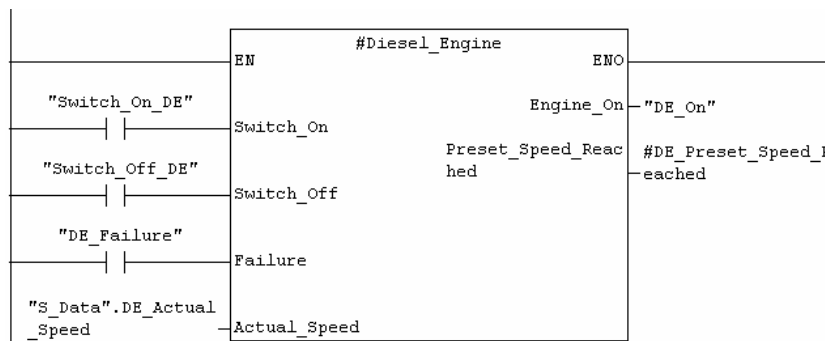 #Diesel_Engine
EN
ENO
"Switch_On_DE"
Switch_On
Engine_On
"DE_On"
Preset_Speed_Reac
hed
#DE_Preset_Speed_R
eached
"Switch_Off_DE"
Switch_Off
"DE_Failure"
Failure
"S_Data".DE_Actual
_Speed
Actual_Speed